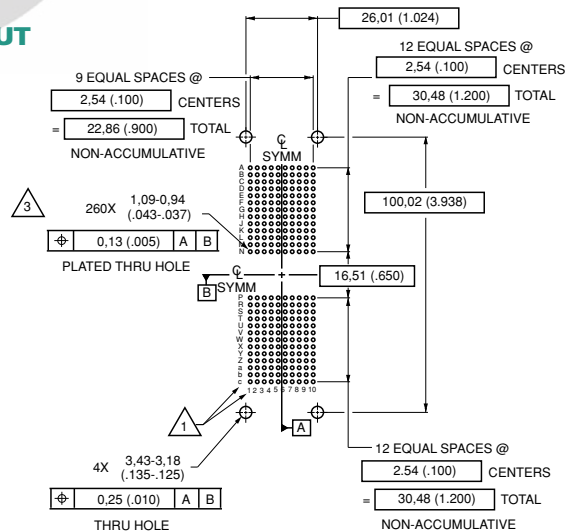 UT
26,01 (1.024)
9 EQUAL SPACES @
2,54 (.100) CENTERS
= 22,86 (.900) TOTAL
NON-ACCUMULATIVE
12 EQUAL SPACES @
2,54 (.100) CENTERS
= 30,48 (1.200) TOTAL
NON-ACCUMULATIVE
CL
SYMM
A
B
C
D
E
F
G
H
J
K
L
M
N
3
260X 1,09-0,94
(.043-.037)
⌖ 0,13 (.005) A B
PLATED THRU HOLE
100,02 (3.938)
CL
SYMM
B
16,51 (.650)
P
R
S
T
U
V
W
X
Y
Z
a
b
c
1 2 3 4 5 6 7 8 9 10
1
A
4X 3,43-3,18
(.135-.125)
⌖ 0,25 (.010) A B
THRU HOLE
12 EQUAL SPACES @
2.54 (.100) CENTERS
= 30,48 (1.200) TOTAL
NON-ACCUMULATIVE